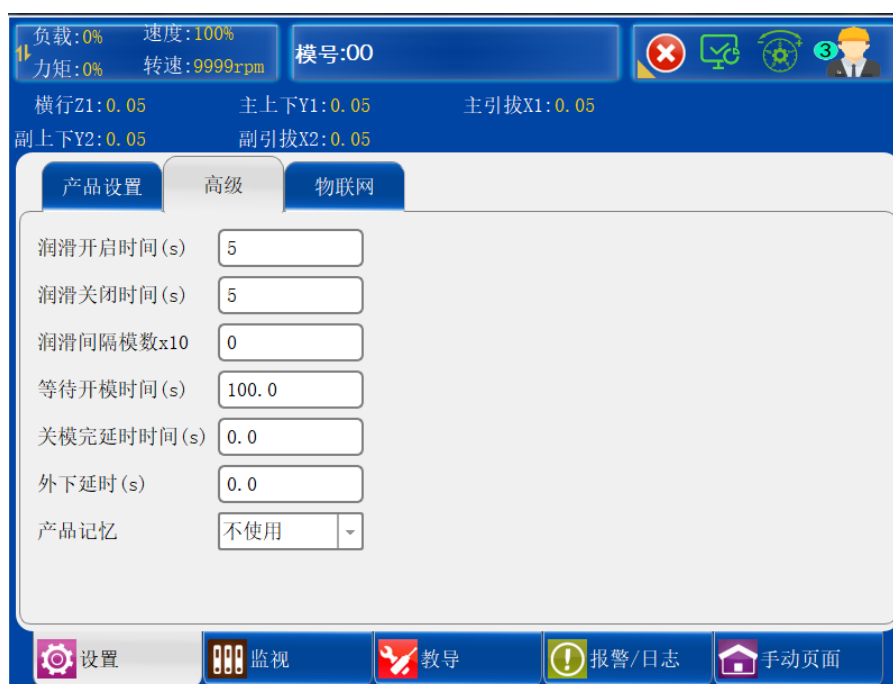 负载:0% 速度:100%
模号:00
力矩:0% 转速:9999rpm
3
横行Z1:0.05 主上下Y1:0.05 主引拔X1:0.05
副上下Y2:0.05 副引拔X2:0.05
产品设置 高级 物联网
润滑开启时间(s) 5
润滑关闭时间(s) 5
润滑间隔模数x10 0
等待开模时间(s) 100.0
关模完延时时间(s) 0.0
外下延时(s) 0.0
产品记忆 不使用
设置 监视 教导 报警/日志 手动页面